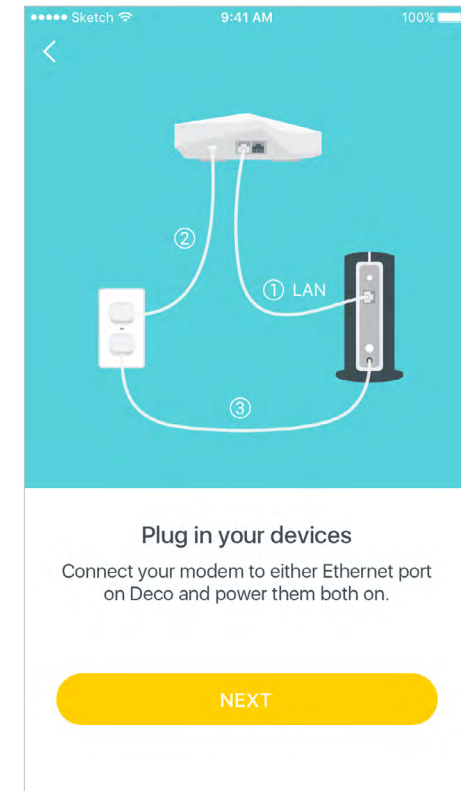 Sketch 9:41 AM 100%
②
① LAN
③
Plug in your devices
Connect your modem to either Ethernet port
on Deco and power them both on.
NEXT